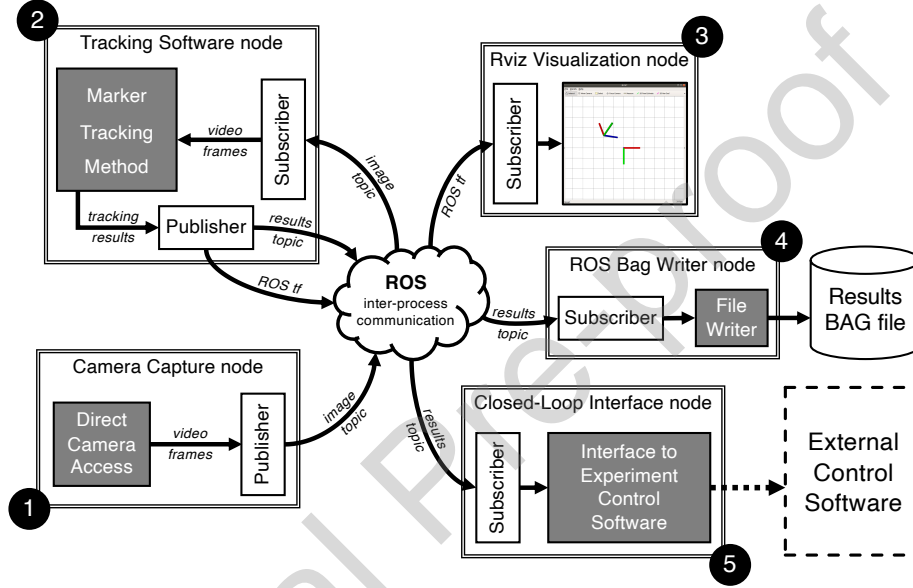 2
Tracking Software node
Marker
Tracking
Method
video
frames
Subscriber
tracking
results
Publisher
results
topic
ROS tf
image
topic
3
Rviz Visualization node
Subscriber
ROS tf
ROS
inter-process
communication
4
ROS Bag Writer node
results
topic
Subscriber
File
Writer
Results
BAG file
1
Camera Capture node
Direct
Camera
Access
video
frames
Publisher
image
topic
5
Closed-Loop Interface node
results
topic
Subscriber
Interface to
Experiment
Control
Software
External
Control
Software
al Pre-proof